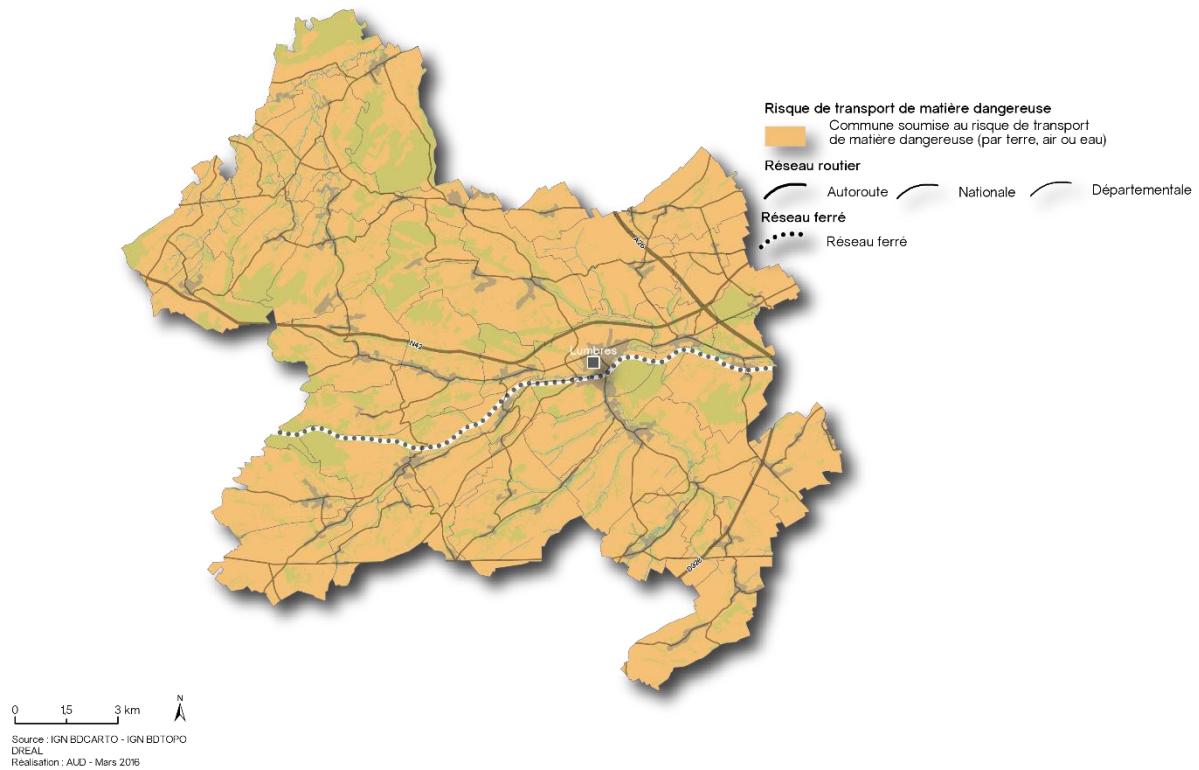 Risque de transport de matière dangereuse
Commune soumise au risque de transport
de matière dangereuse (par terre, air ou eau)
Réseau routier
Autoroute
Nationale
Départementale
Réseau ferré
Réseau ferré
A26
N42
Lumbres
0 1,5 3 km
N
Source : IGN BDCARTO - IGN BDTOPO
DREAL
Réalisation : AUD - Mars 2016